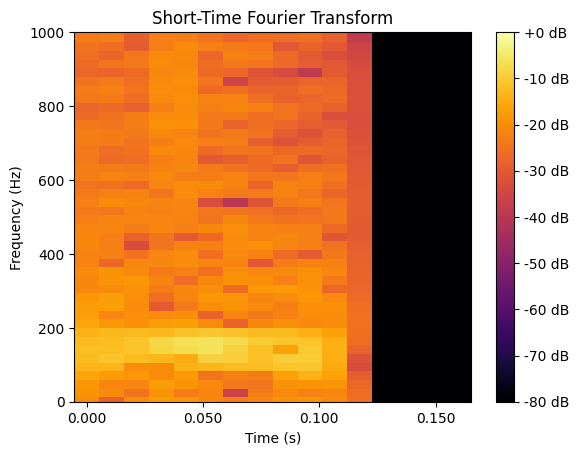 Short-Time Fourier Transform
1000
800
600
400
200
0
Frequency (Hz)
0.000
0.050
0.100
0.150
Time (s)
+0 dB
-10 dB
-20 dB
-30 dB
-40 dB
-50 dB
-60 dB
-70 dB
-80 dB